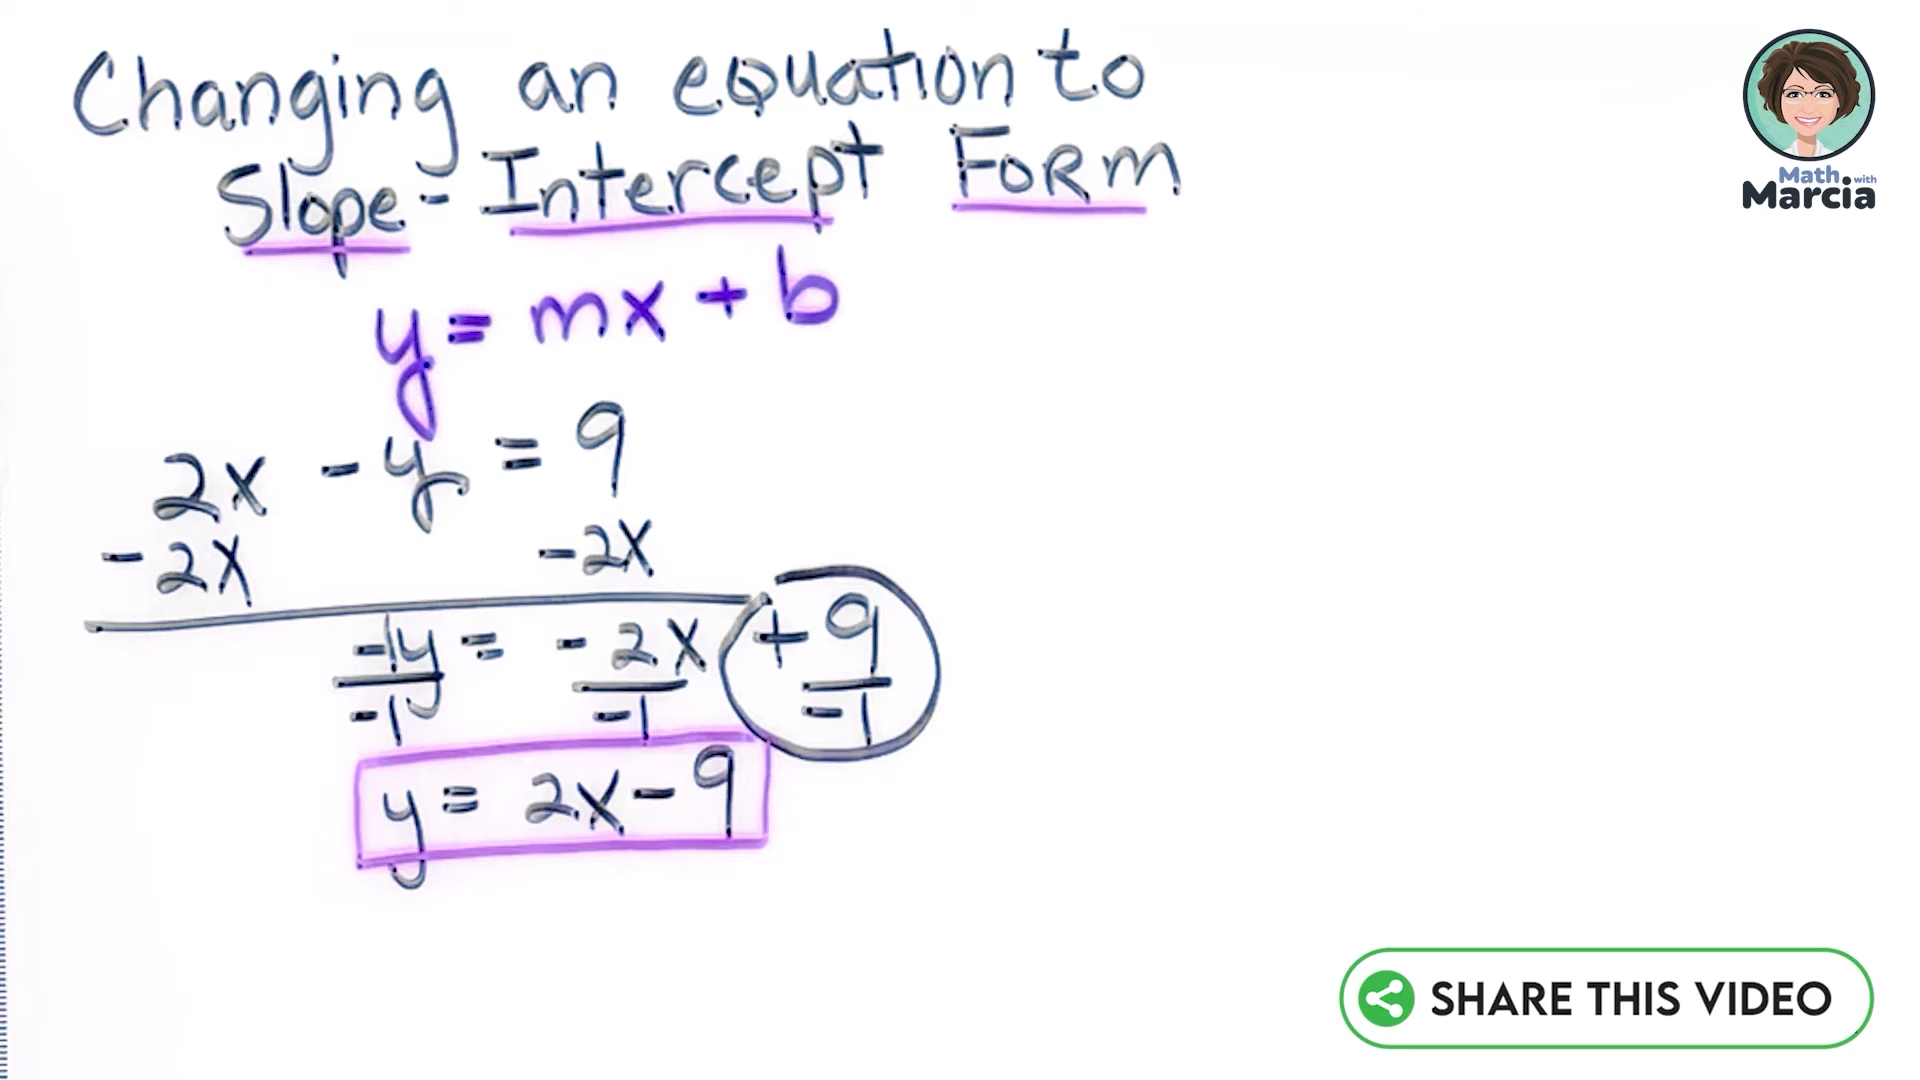 Changing an equation to
Slope - Intercept Form
y = mx + b
2x - y = 9
- 2x - 2x
-1y = - 2x + 9
-1 -1 -1
y = 2x - 9
Math with
Marcia
SHARE THIS VIDEO